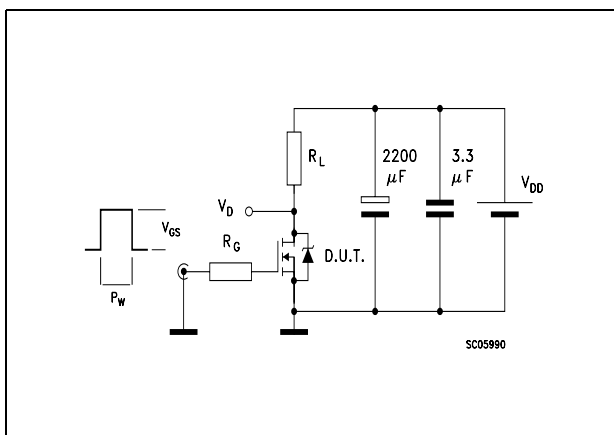 2200
μF
3.3
μF
R_L
V_DD
V_D
V_GS
R_G
D.U.T.
P_W
SC05990